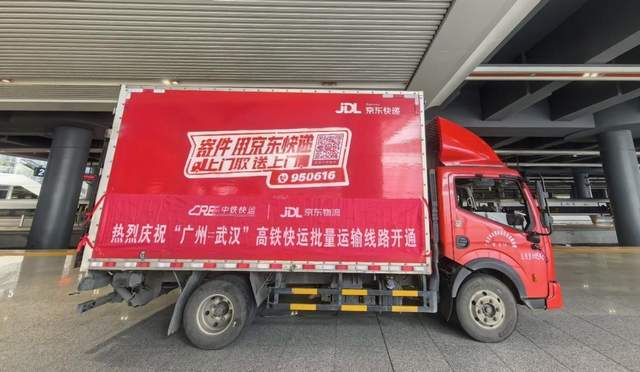 JDL 京东快递
寄件 用京东快递
上门取 送上门
950616
CRE 中铁快运 JDL 京东物流
热烈庆祝“广州—武汉”高铁快运批量运输线路开通